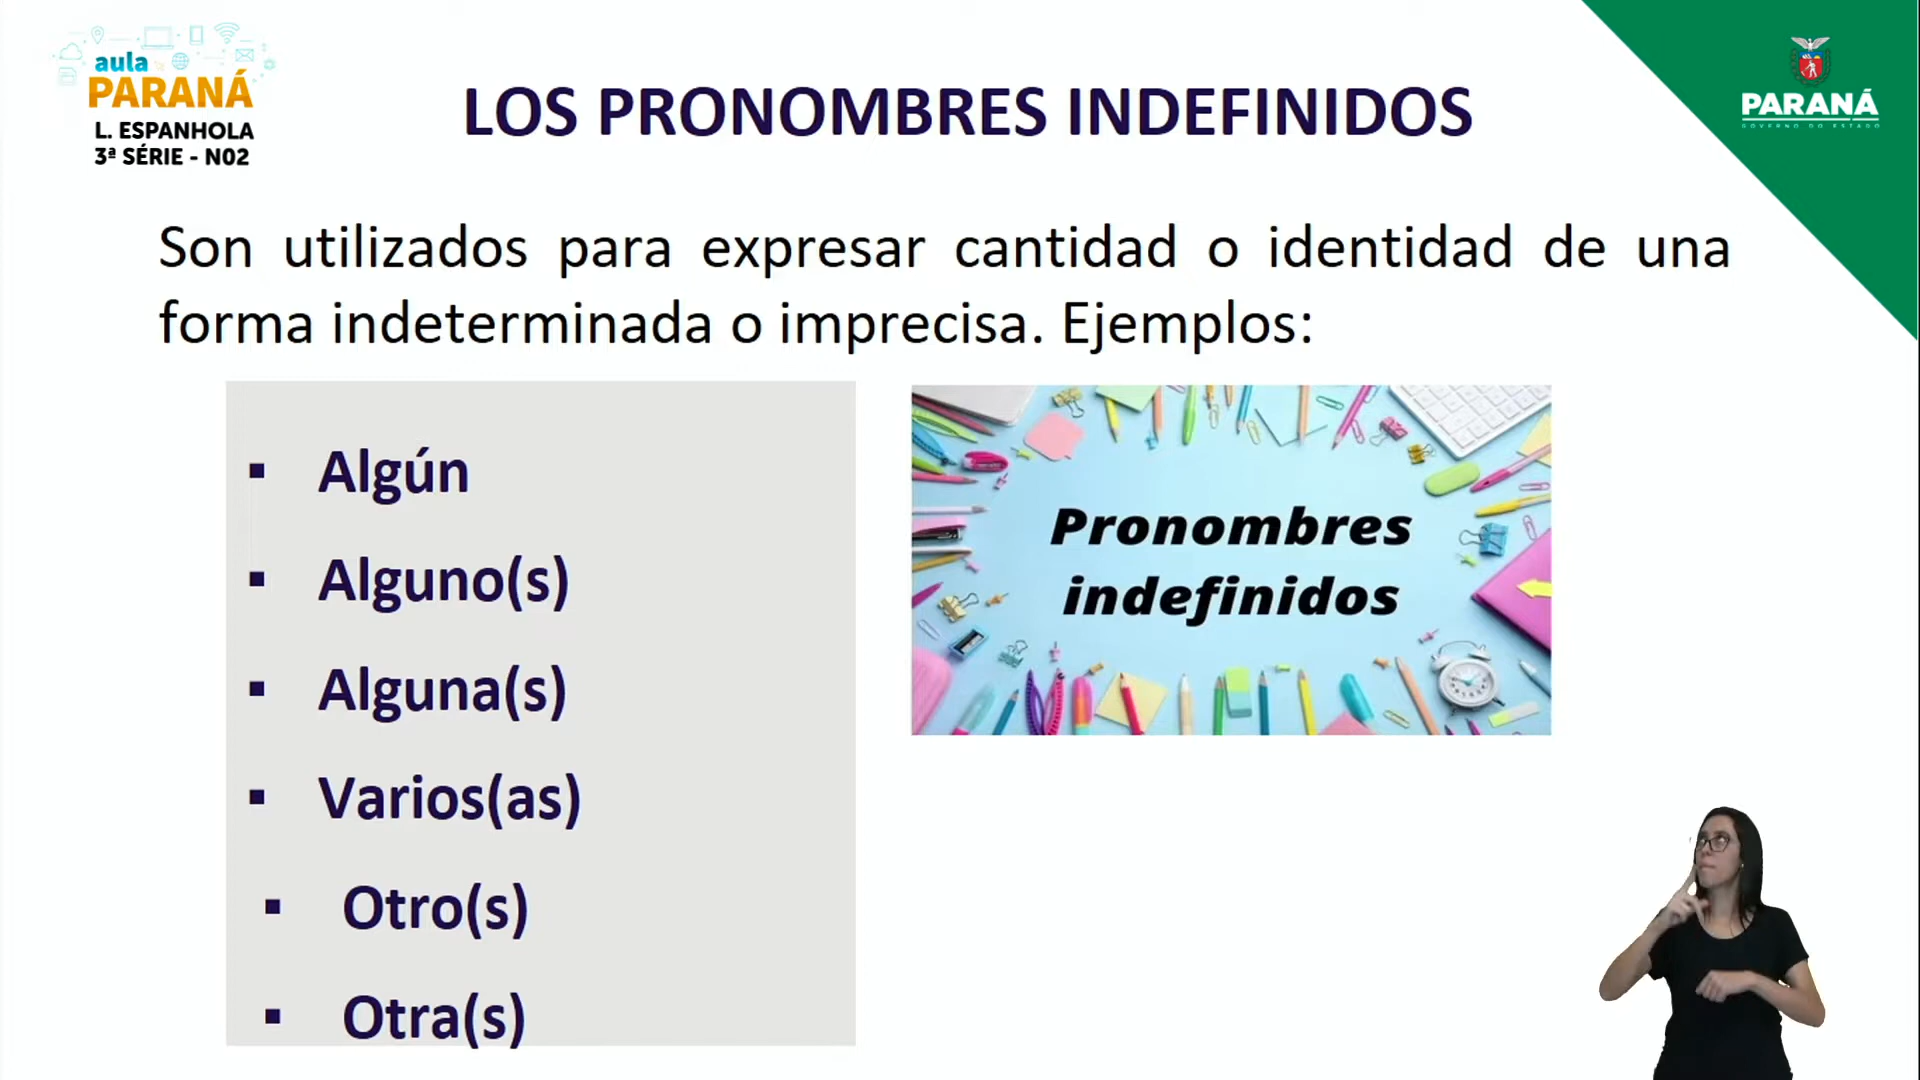 aula
PARANÁ
L. ESPANHOLA
3ª SÉRIE - N02
LOS PRONOMBRES INDEFINIDOS
PARANÁ
GOVERNO DO ESTADO
Son utilizados para expresar cantidad o identidad de una
forma indeterminada o imprecisa. Ejemplos:
▪ Algún
▪ Alguno(s)
▪ Alguna(s)
▪ Varios(as)
▪ Otro(s)
▪ Otra(s)
Pronombres
indefinidos